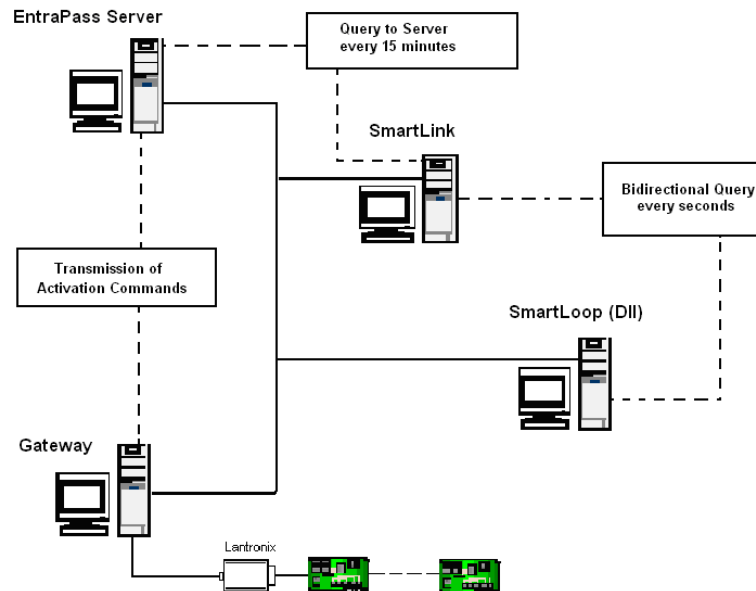 EntraPass Server
Query to Server
every 15 minutes
SmartLink
Bidirectional Query
every seconds
Transmission of
Activation Commands
SmartLoop (Dll)
Gateway
Lantronix